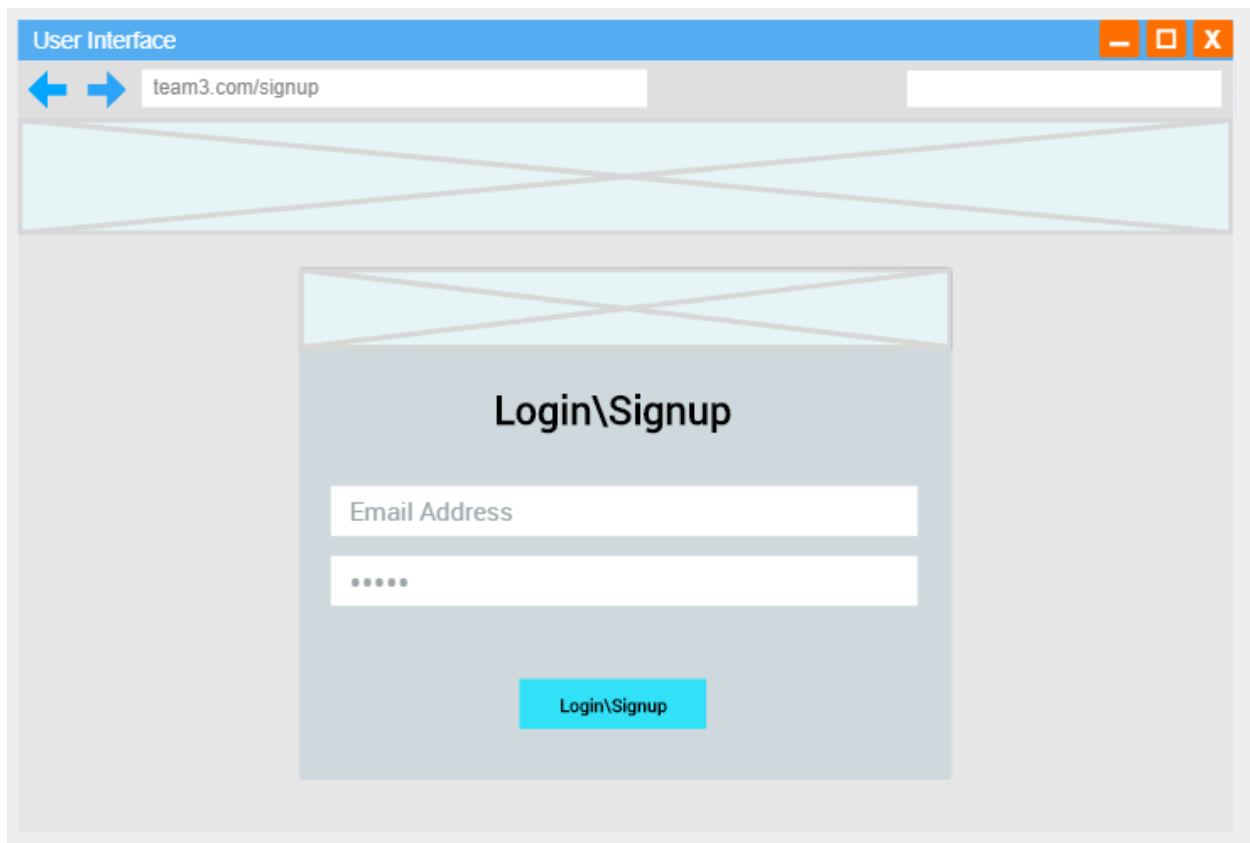 User Interface
X
team3.com/signup
Login\Signup
Email Address
•••••
Login\Signup